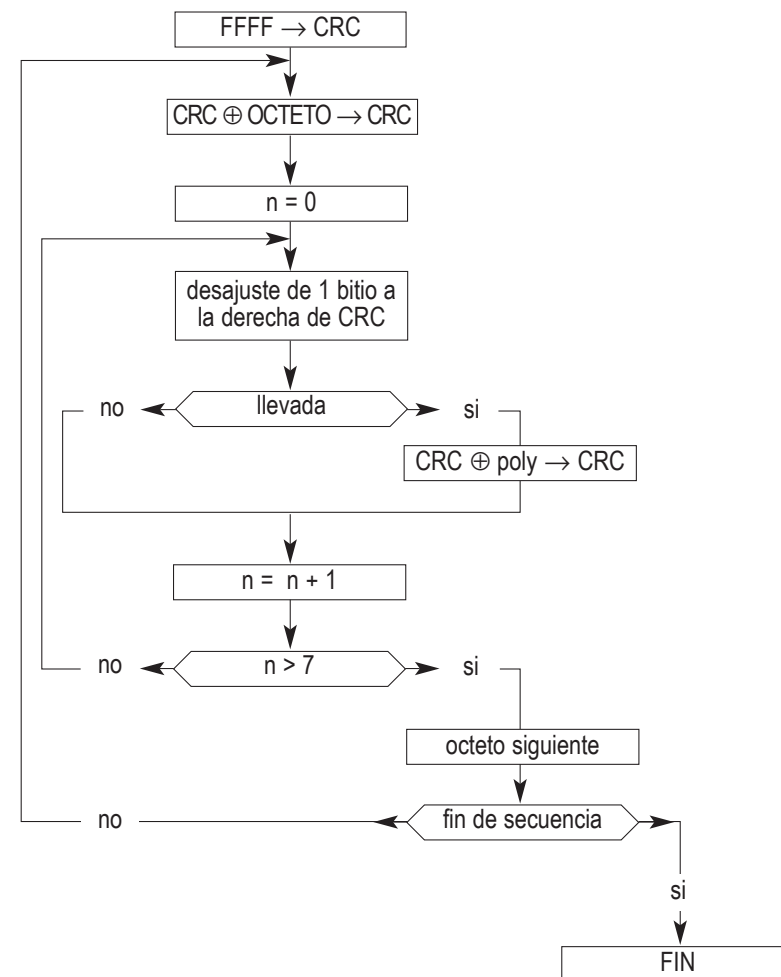 FFFF → CRC
CRC ⊕ OCTETO → CRC
n = 0
desajuste de 1 bitio a
la derecha de CRC
no
llevada
si
CRC ⊕ poly → CRC
n = n + 1
no
n > 7
si
octeto siguiente
no
fin de secuencia
si
FIN